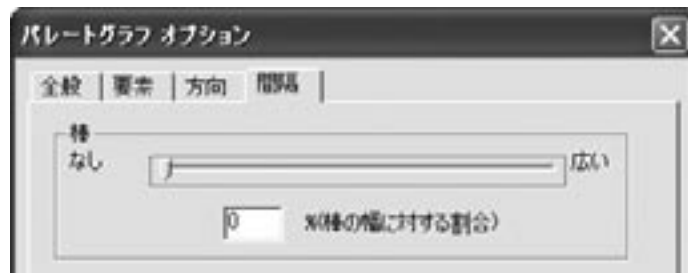 パレートグラフ オプション
全般 要素 方向 間隔
棒
なし 広い
0 %(棒の幅に対する割合)